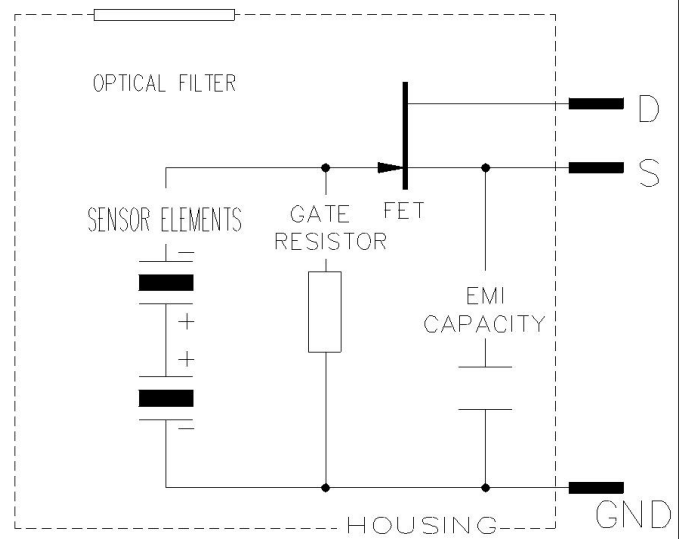 OPTICAL FILTER
D
S
SENSOR ELEMENTS
GATE
RESISTOR
FET
EMI
CAPACITY
−
+
+
−
GND
HOUSING